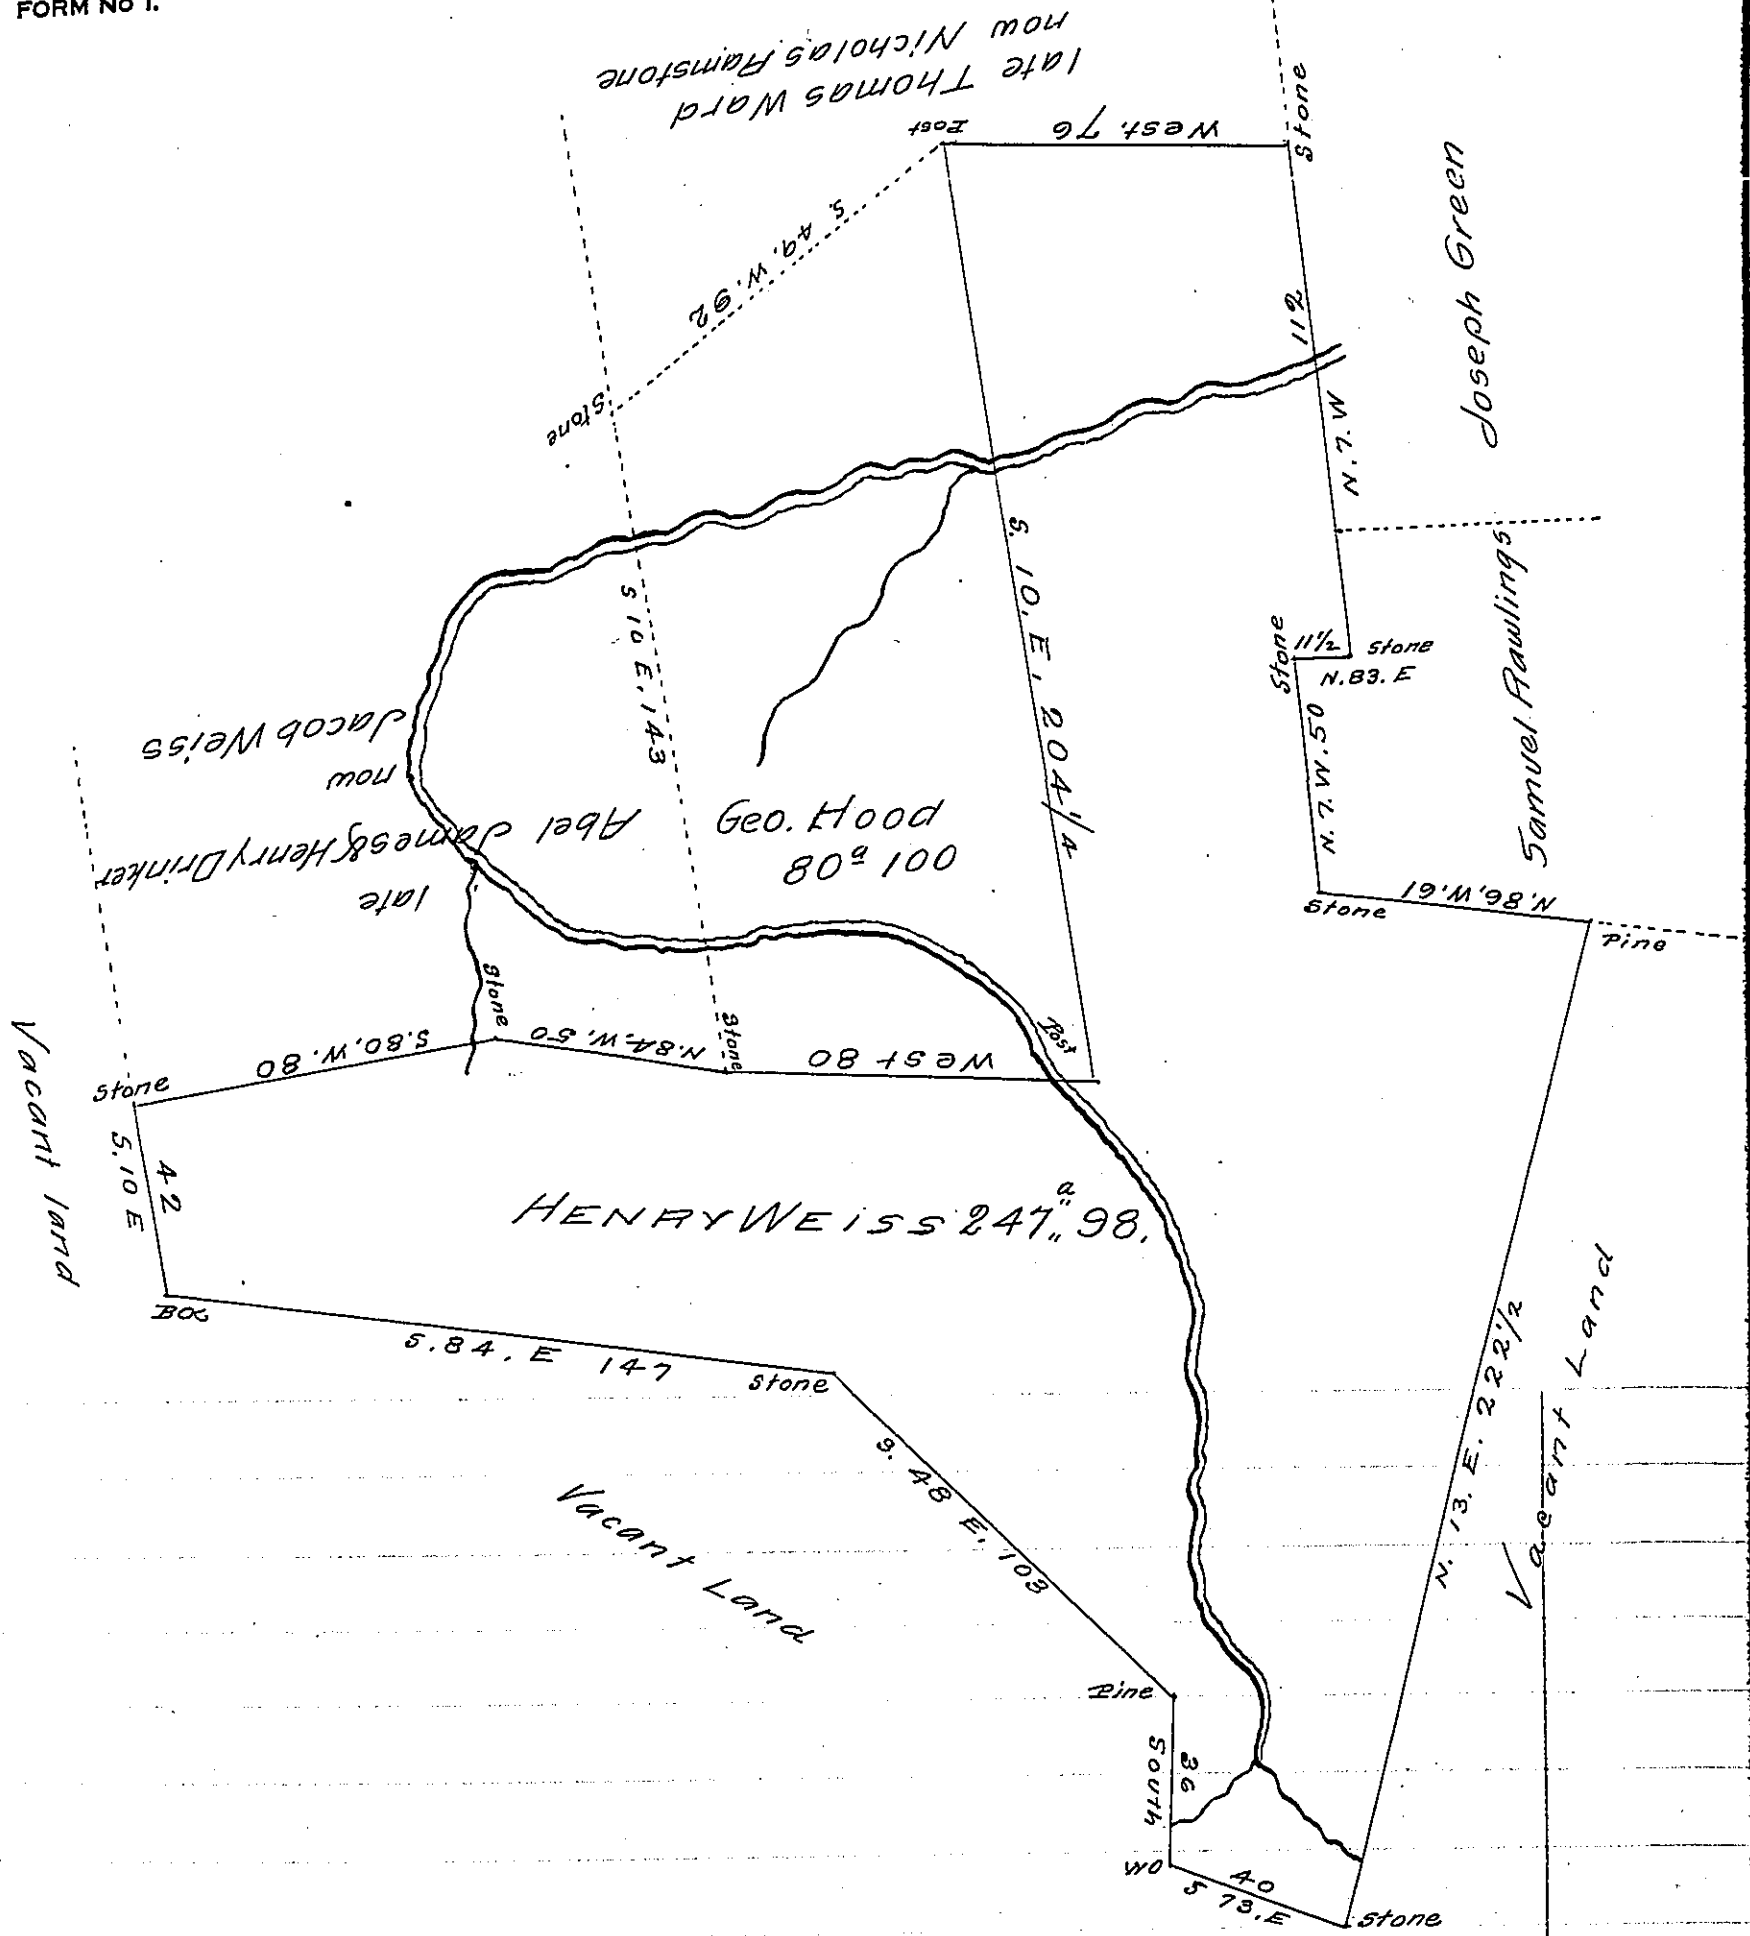 FORM No 1.
late Thomas Ward
now Nicholas Ramstone
Post
West. 76
Stone
S. 49. W. 92
Stone
112
N. 7. W
Joseph Green
S. 10. E, 204 1/4
S 10 E, 143
Stone
11 1/2
Stone
N. 83. E
N. 7. W. 50
Samuel Rawlings
Stone
N. 86, W. 61
Pine
late
Abel James & Henry Drinker
now
Jacob Weiss
Geo. Hood
80 a 100
Stone
S. 80, W. 80
Stone
N. 84, W, 50
Stone
West 80
Post
Vacant land
42
S. 10 E
HENRY WEISS 247 a 98.
S. 84. E 147
Stone
Vacant Land
S. 48 E. 103
Pine
36
South
WO
40
S 73. E
Stone
N. 13. E. 222 1/2
Vacant Land